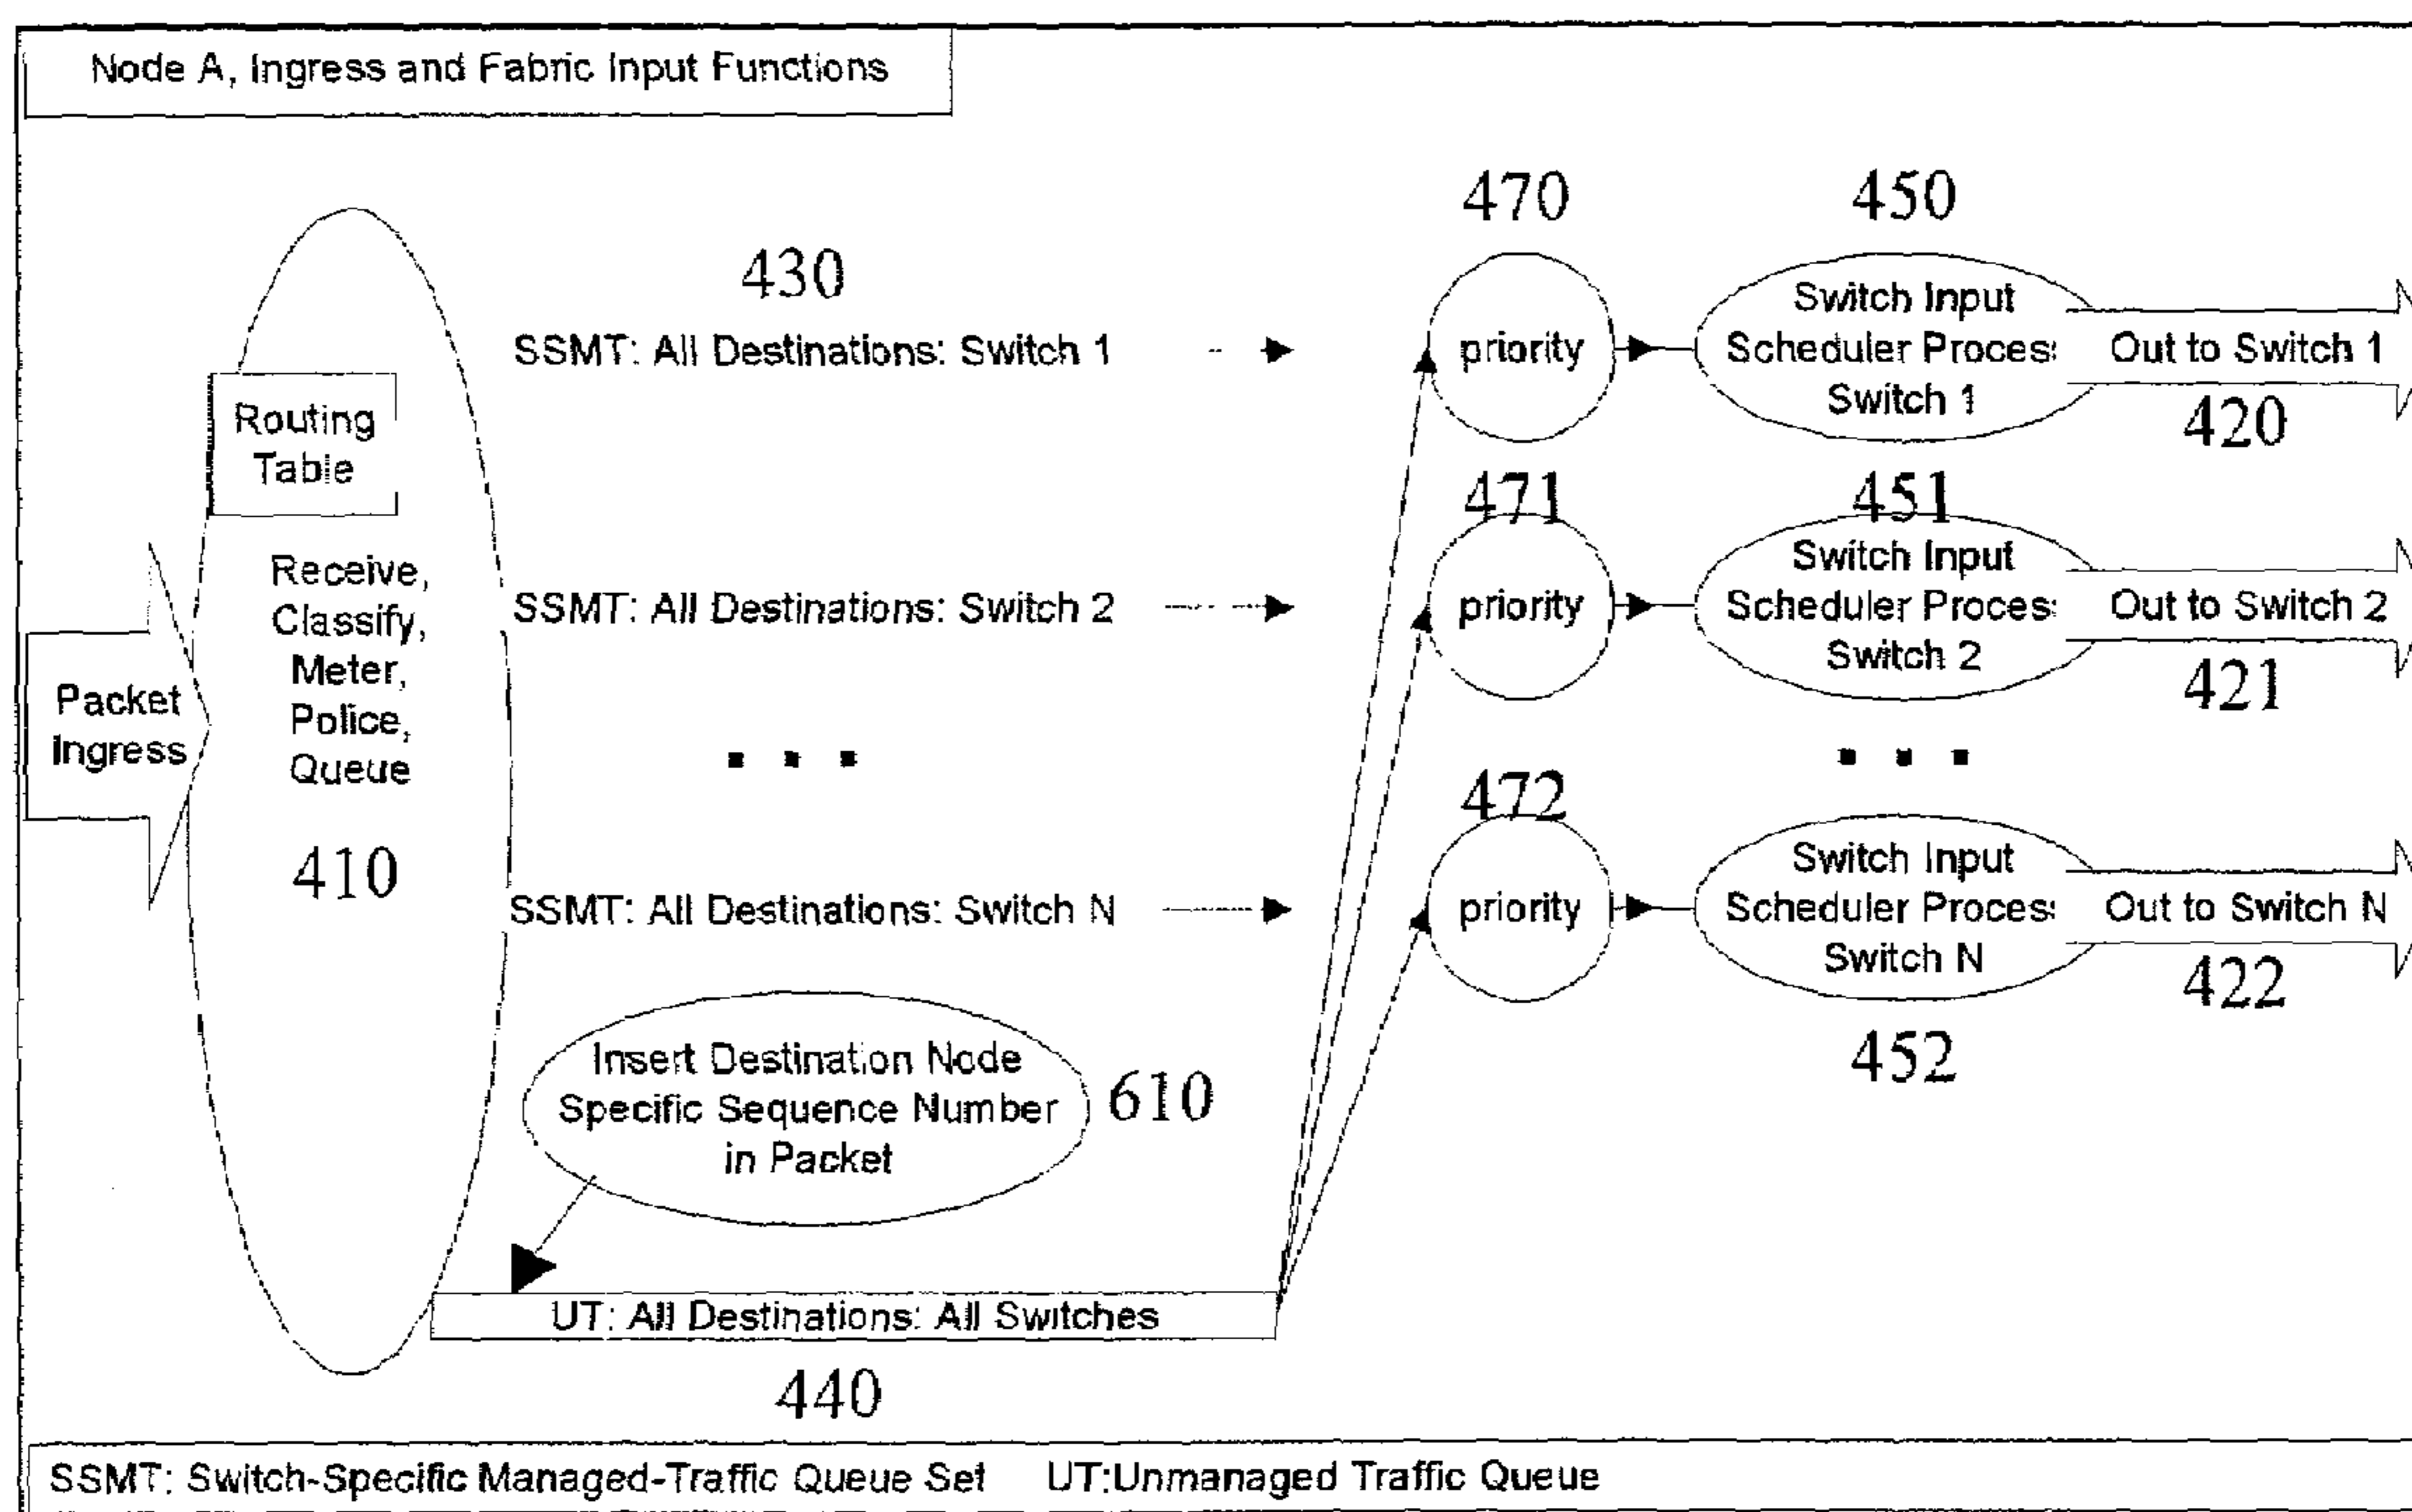 Node A, Ingress and Fabric Input Functions
470
450
430
SSMT: All Destinations: Switch 1
priority
Switch Input
Scheduler Proces
Switch 1
Out to Switch 1
420
Routing
Table
471
451
Receive,
Classify,
Meter,
Police,
Queue
SSMT: All Destinations: Switch 2
priority
Switch Input
Scheduler Proces
Switch 2
Out to Switch 2
421
Packet
Ingress
. . .
. . .
472
410
SSMT: All Destinations: Switch N
priority
Switch Input
Scheduler Proces
Switch N
Out to Switch N
422
452
Insert Destination Node
Specific Sequence Number
in Packet
610
UT: All Destinations: All Switches
440
SSMT: Switch-Specific Managed-Traffic Queue Set UT:Unmanaged Traffic Queue